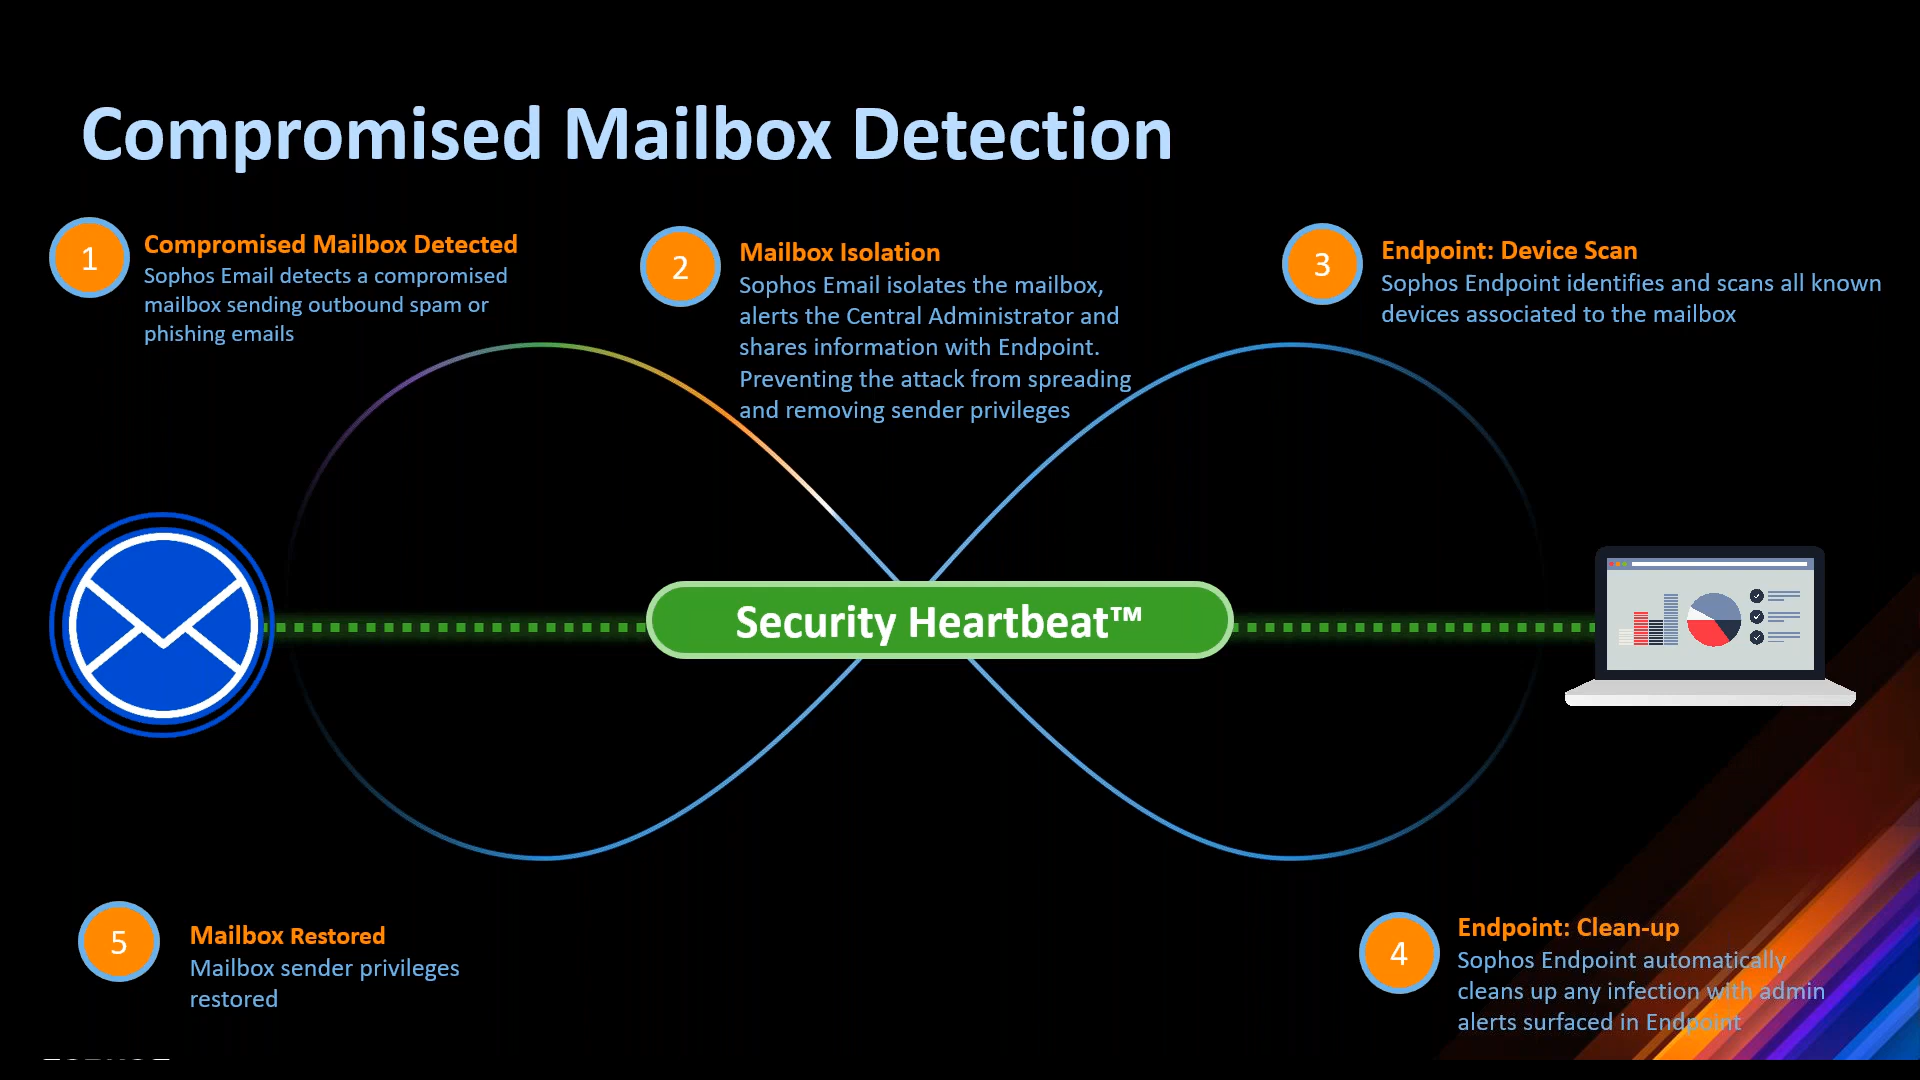 Compromised Mailbox Detection
1
Compromised Mailbox Detected
Sophos Email detects a compromised
mailbox sending outbound spam or
phishing emails
2
Mailbox Isolation
Sophos Email isolates the mailbox,
alerts the Central Administrator and
shares information with Endpoint.
Preventing the attack from spreading
and removing sender privileges
3
Endpoint: Device Scan
Sophos Endpoint identifies and scans all known
devices associated to the mailbox
Security Heartbeat™
5
Mailbox Restored
Mailbox sender privileges
restored
4
Endpoint: Clean-up
Sophos Endpoint automatically
cleans up any infection with admin
alerts surfaced in Endpoint